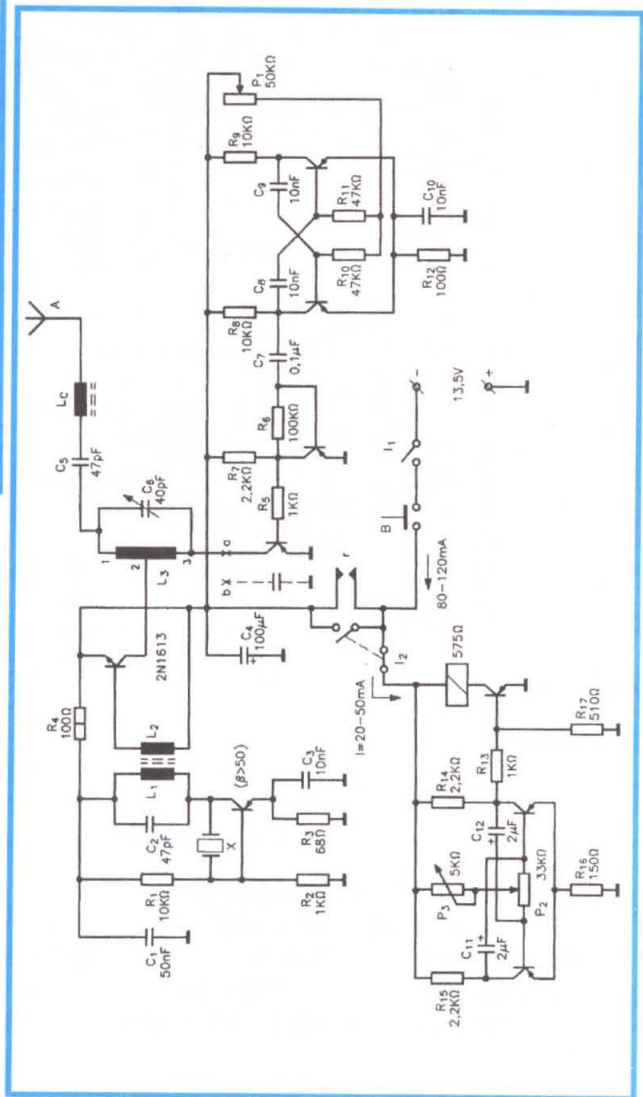 A
Lc
C5
47pF
C6
40pF
1
2
3
L3
a
b
R4
100Ω
2N1613
L1
L2
C2
47pF
C1
50nF
R1
10KΩ
X
(β>50)
R2
1KΩ
R3
68Ω
C3
10nF
C4
100µF
+
R5
1KΩ
R7
2,2KΩ
R6
100KΩ
C7
0,1µF
R8
10KΩ
C8
10nF
C9
10nF
R9
10KΩ
P1
50KΩ
R10
47KΩ
R11
47KΩ
R12
100Ω
C10
10nF
r
I2
I=20-50mA
80-120mA
B
I1
-
13,5V
+
575Ω
R15
2,2KΩ
C11
2µF
+
P3
5KΩ
P2
33KΩ
R14
2,2KΩ
C12
2µF
+
R13
1KΩ
R16
150Ω
R17
510Ω